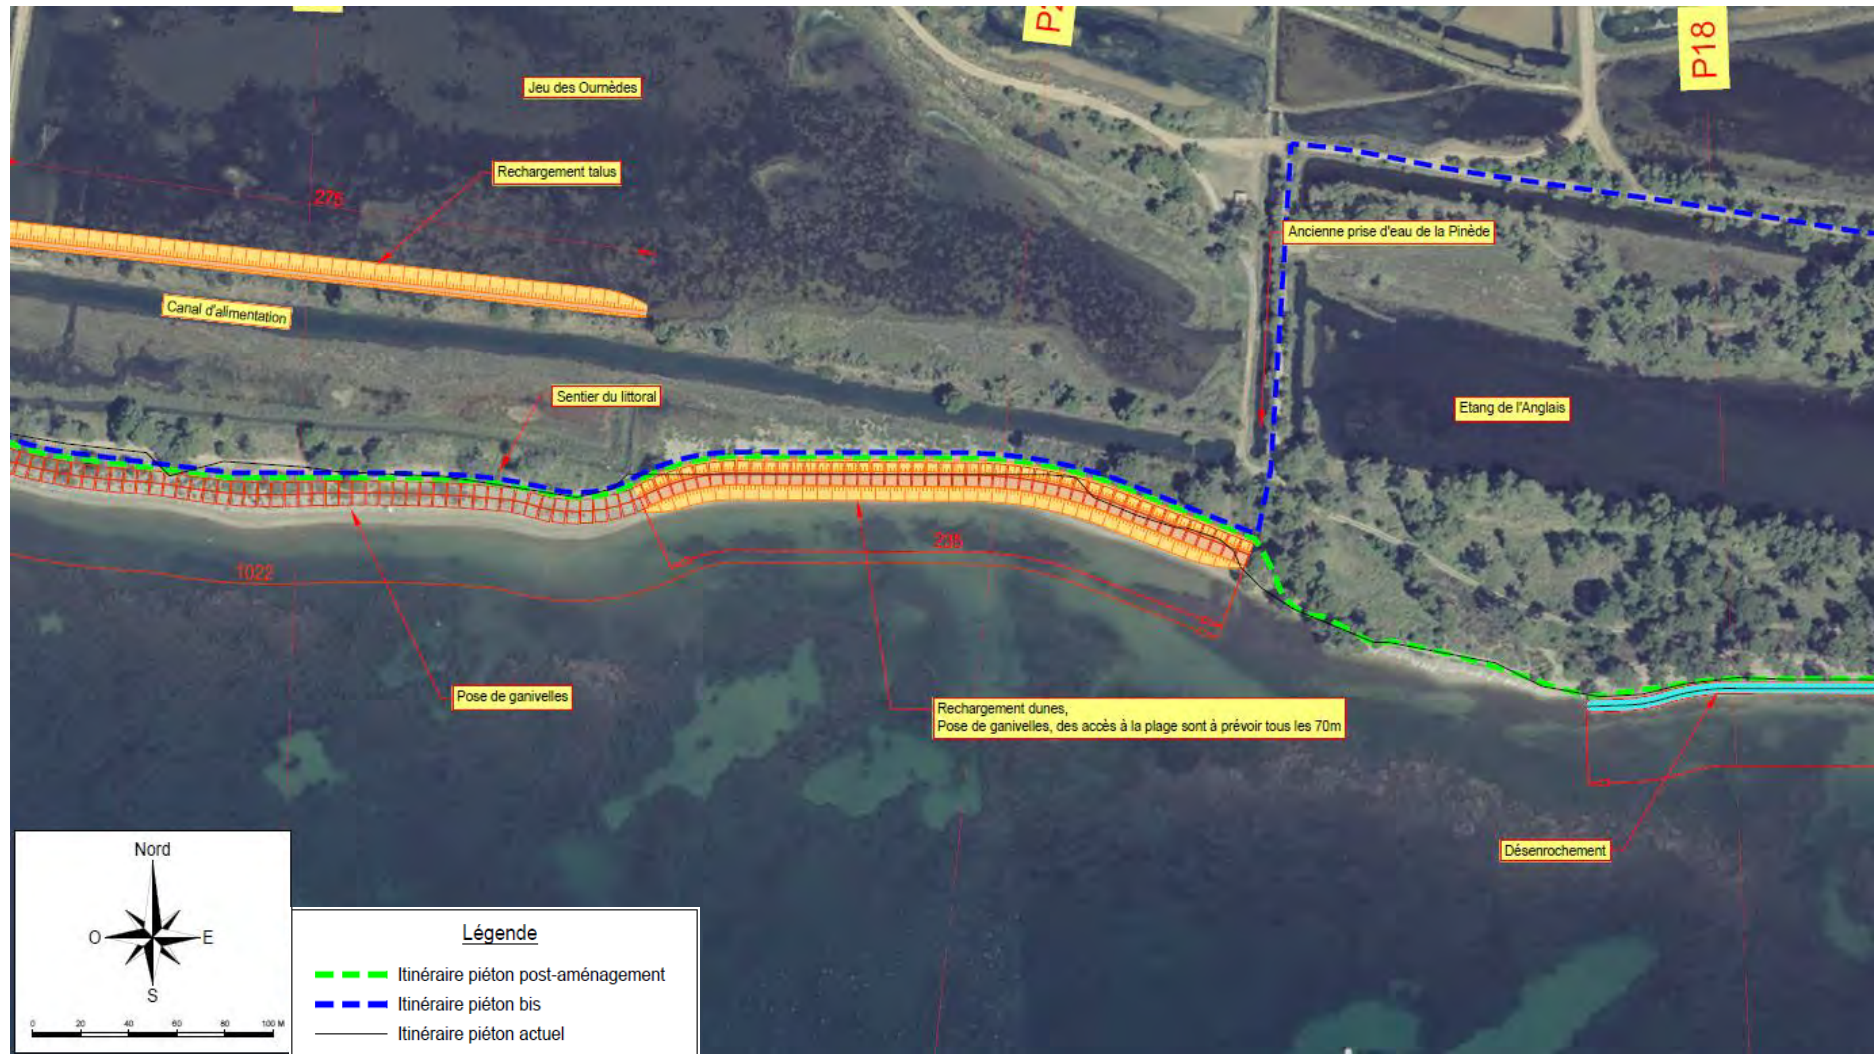 P18
Jeu des Ournèdes
Rechargement talus
275
Ancienne prise d'eau de la Pinède
Canal d'alimentation
Sentier du littoral
Etang de l'Anglais
235
1022
Pose de ganivelles
Rechargement dunes,
Pose de ganivelles, des accès à la plage sont à prévoir tous les 70m
Désenrochement
Nord
O
E
S
0 20 40 60 80 100 M
Légende
Itinéraire piéton post-aménagement
Itinéraire piéton bis
Itinéraire piéton actuel